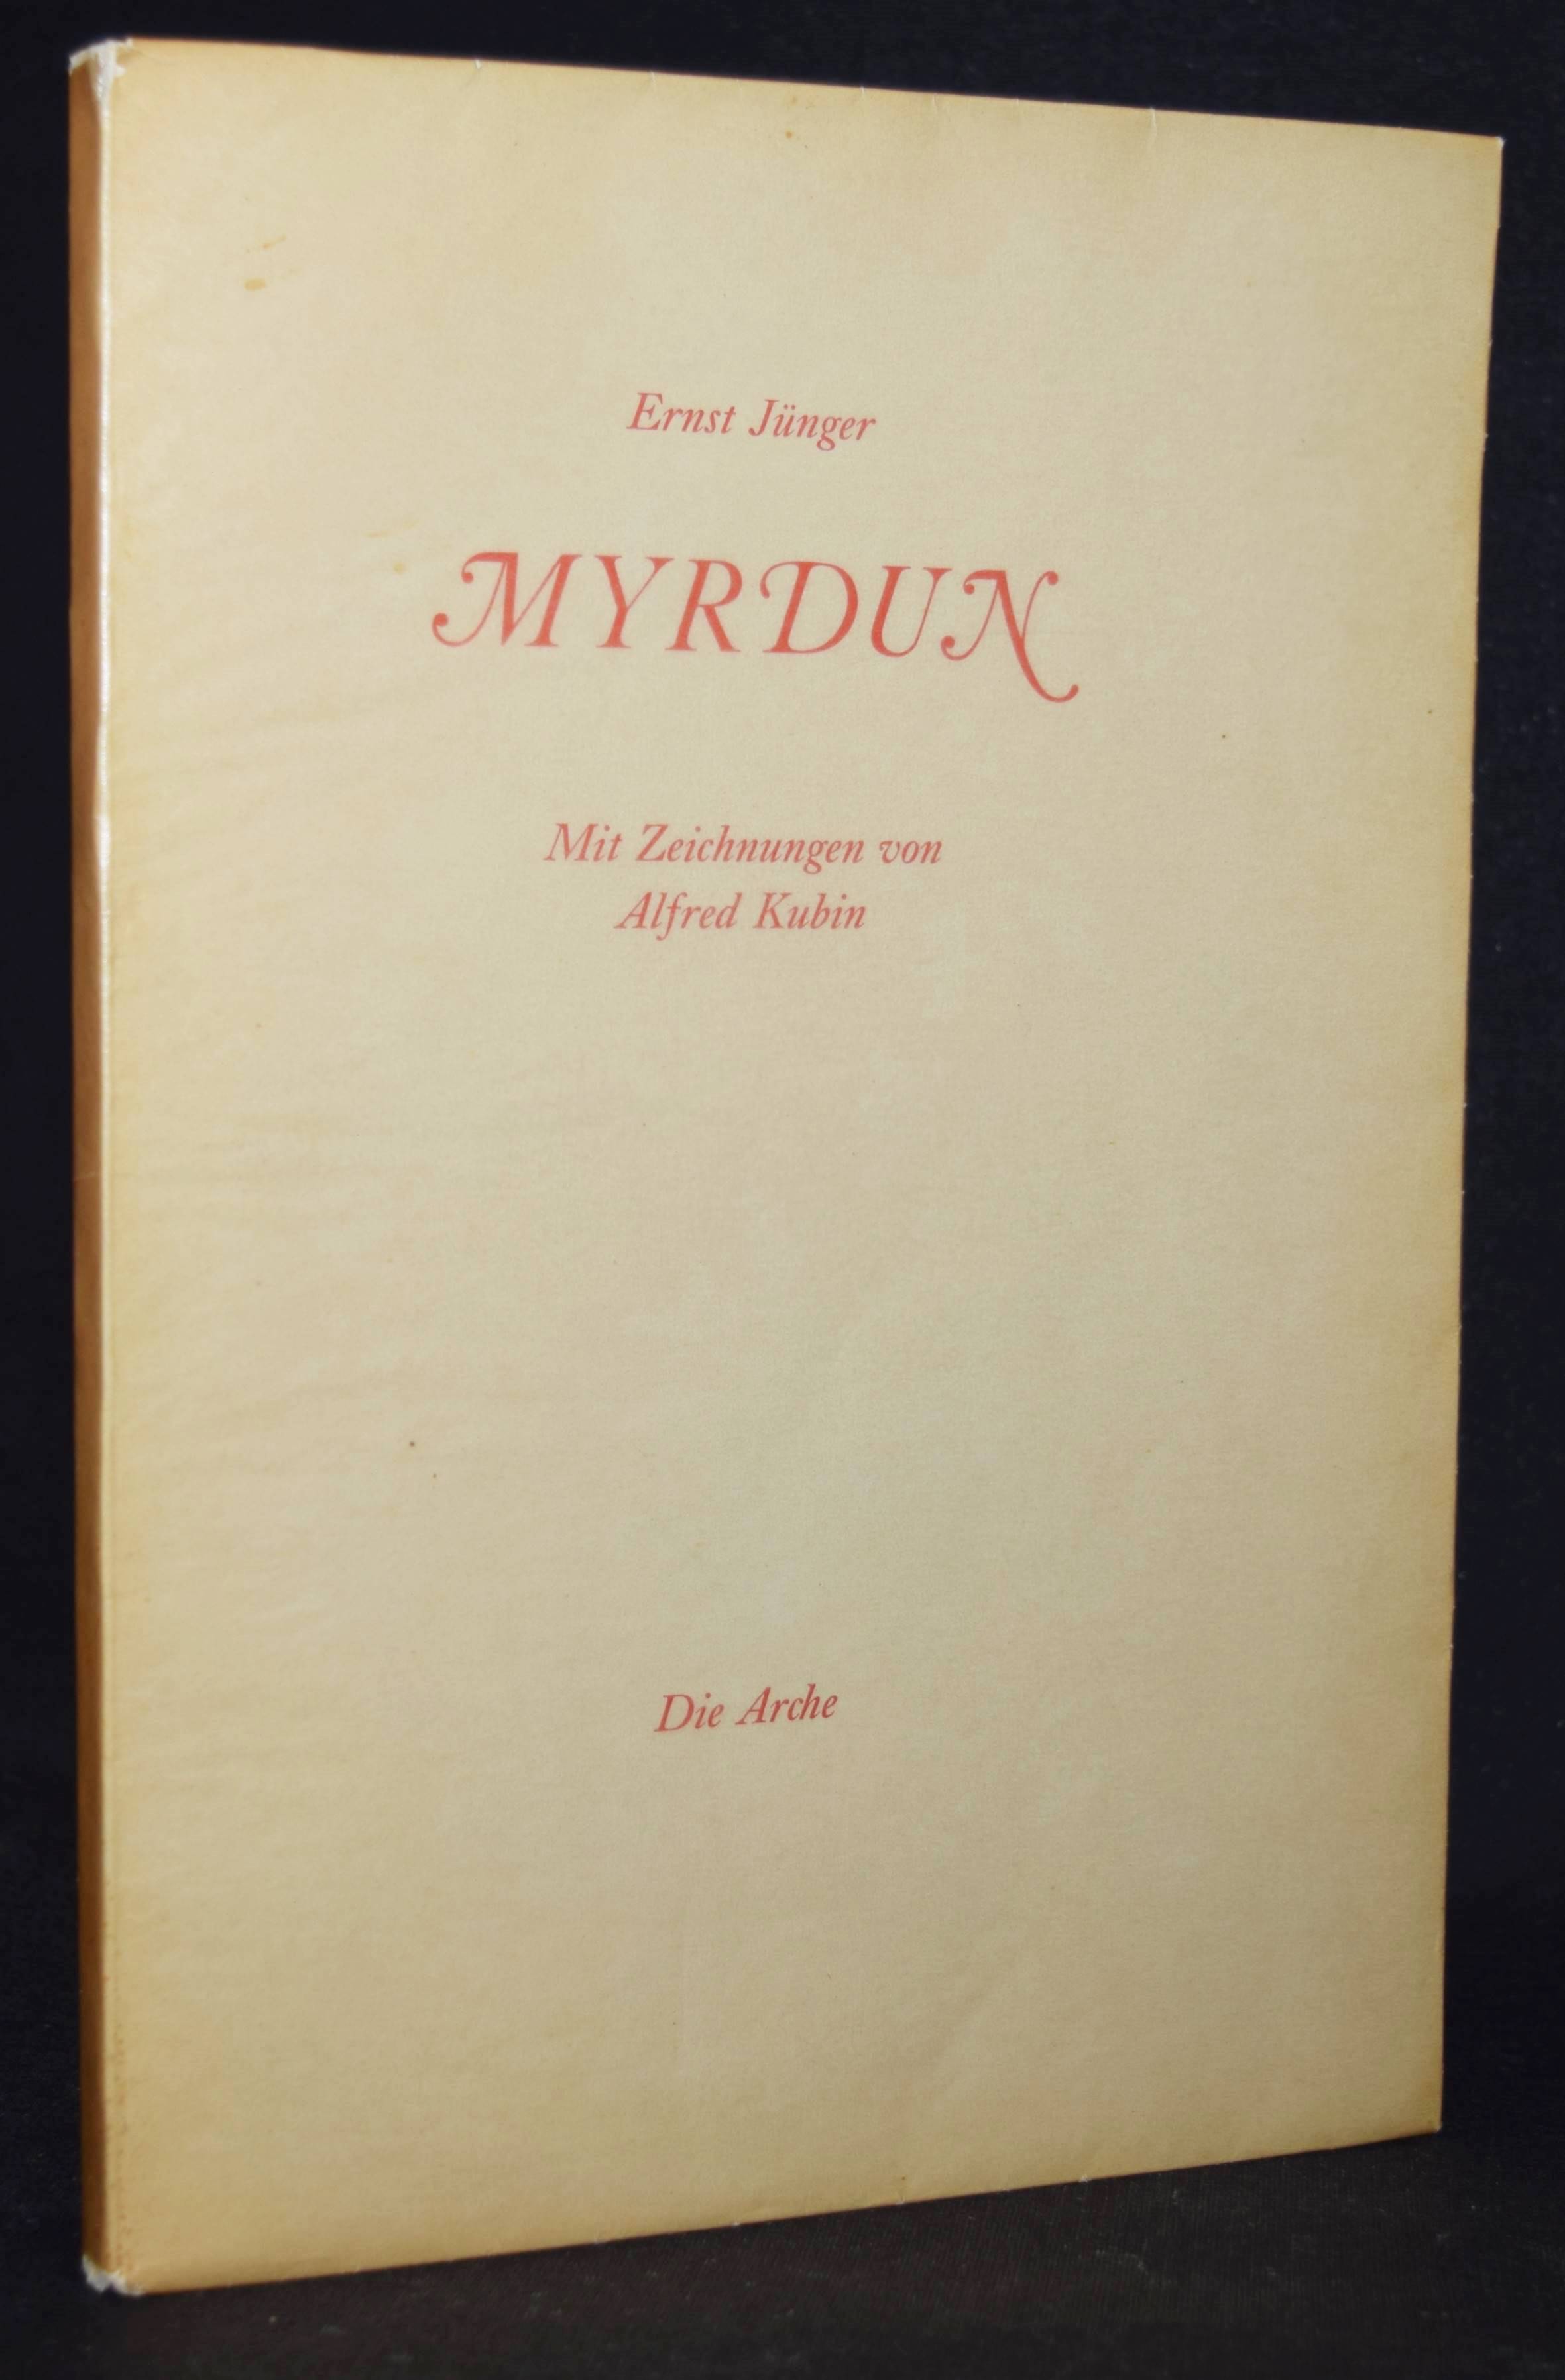 Ernst Jünger
MYRDUN
Mit Zeichnungen von
Alfred Kubin
Die Arche